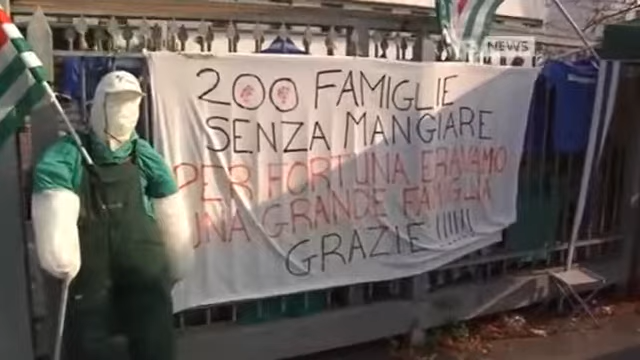 NEWS
200 FAMIGLIE
SENZA MANGIARE
PER FORTUNA ERAVAMO
UNA GRANDE FAMIGLIA
GRAZIE !!!!!